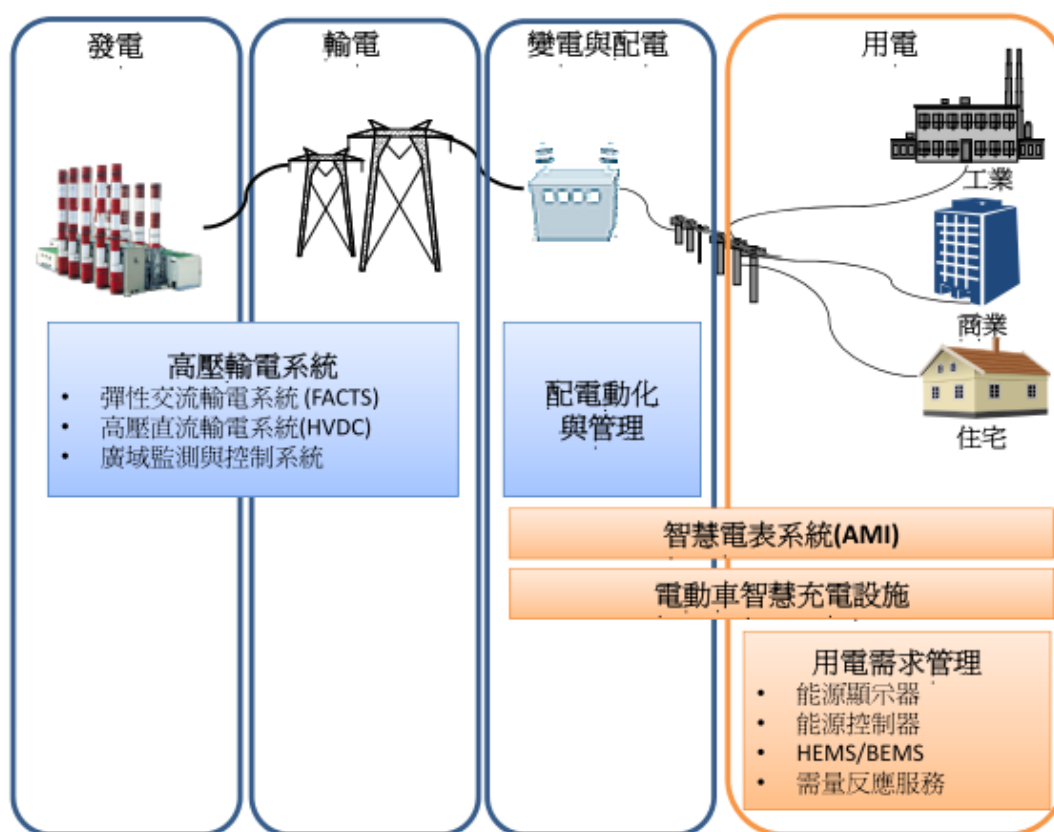 發電
輸電
變電與配電
用電
工業
商業
住宅
高壓輸電系統
• 彈性交流輸電系統 (FACTS)
• 高壓直流輸電系統(HVDC)
• 廣域監測與控制系統
配電動化
與管理
智慧電表系統(AMI)
電動車智慧充電設施
用電需求管理
• 能源顯示器
• 能源控制器
• HEMS/BEMS
• 需量反應服務